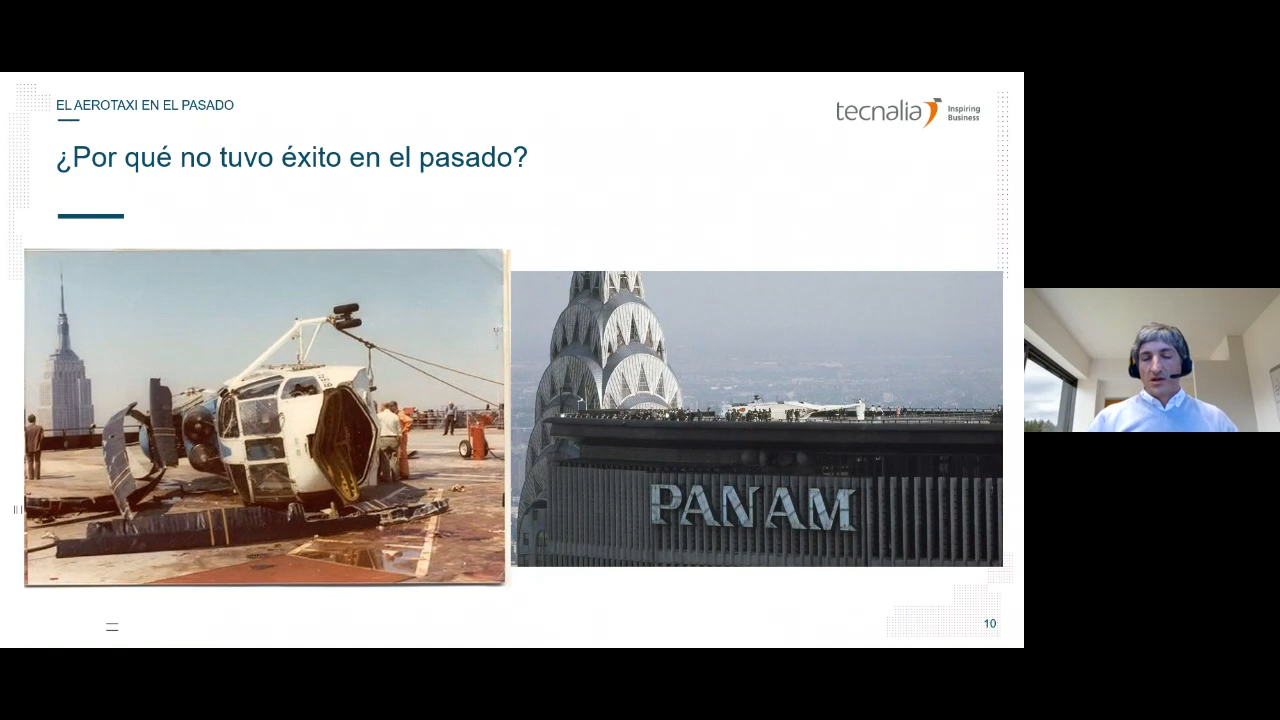 EL AEROTAXI EN EL PASADO
tecnalia
Inspiring
Business
¿Por qué no tuvo éxito en el pasado?
PAN AM
10